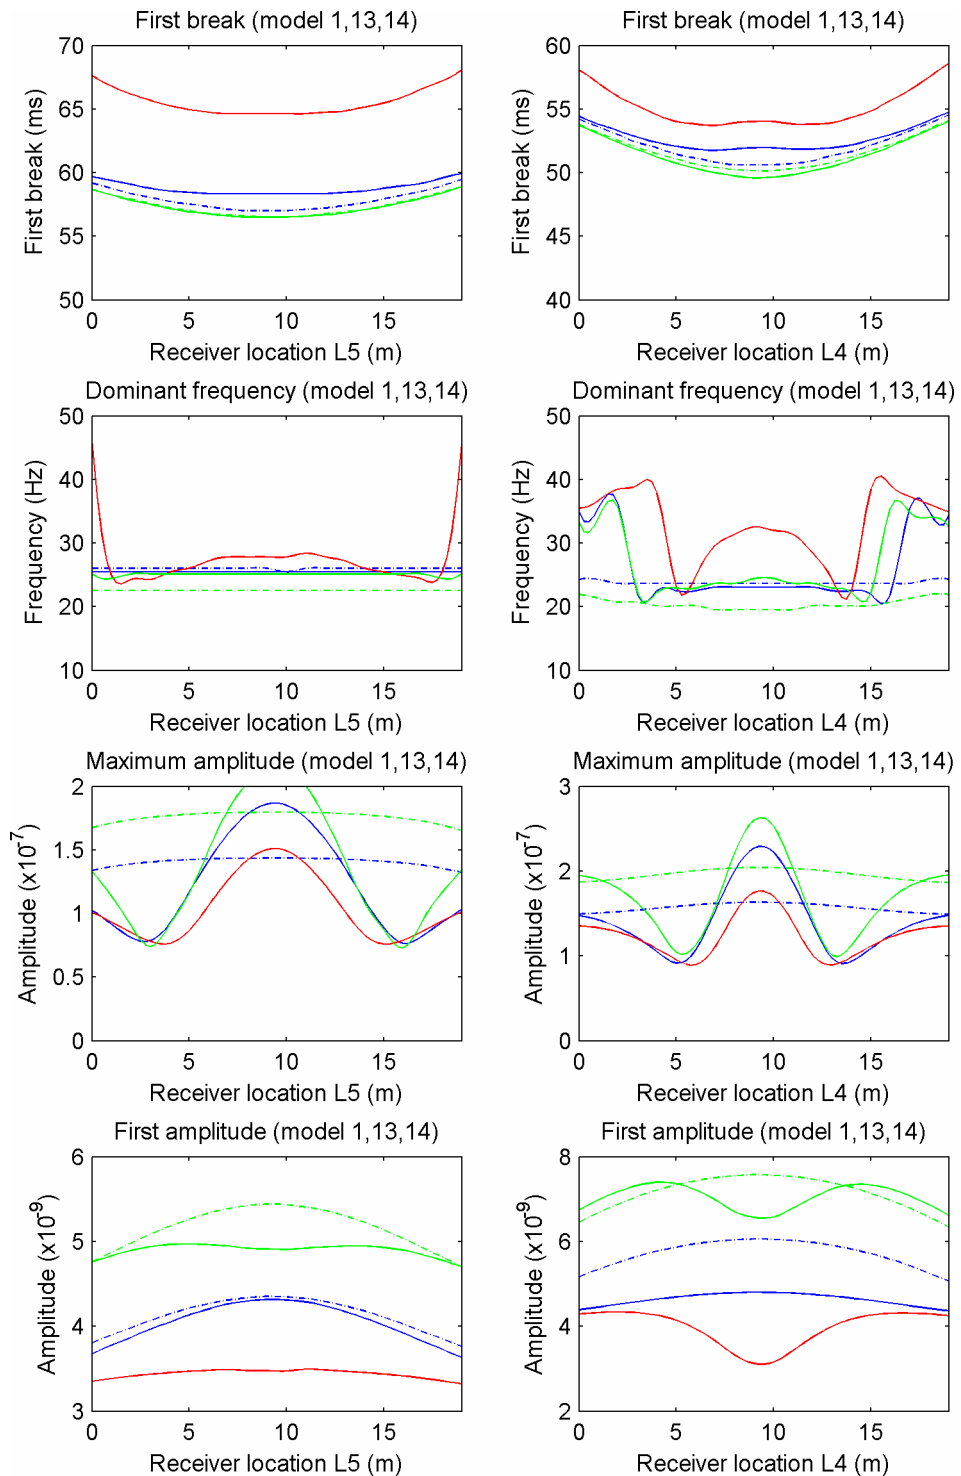 First break (model 1,13,14)
First break (ms)
70
65
60
55
50
0 5 10 15
Receiver location L5 (m)
First break (model 1,13,14)
First break (ms)
60
55
50
45
40
0 5 10 15
Receiver location L4 (m)
Dominant frequency (model 1,13,14)
Frequency (Hz)
50
40
30
20
10
0 5 10 15
Receiver location L5 (m)
Dominant frequency (model 1,13,14)
Frequency (Hz)
50
40
30
20
10
0 5 10 15
Receiver location L4 (m)
Maximum amplitude (model 1,13,14)
Amplitude (x10⁻⁷)
2
1.5
1
0.5
0
0 5 10 15
Receiver location L5 (m)
Maximum amplitude (model 1,13,14)
Amplitude (x10⁻⁷)
3
2
1
0
0 5 10 15
Receiver location L4 (m)
First amplitude (model 1,13,14)
Amplitude (x10⁻⁹)
6
5
4
3
0 5 10 15
Receiver location L5 (m)
First amplitude (model 1,13,14)
Amplitude (x10⁻⁹)
8
6
4
2
0 5 10 15
Receiver location L4 (m)